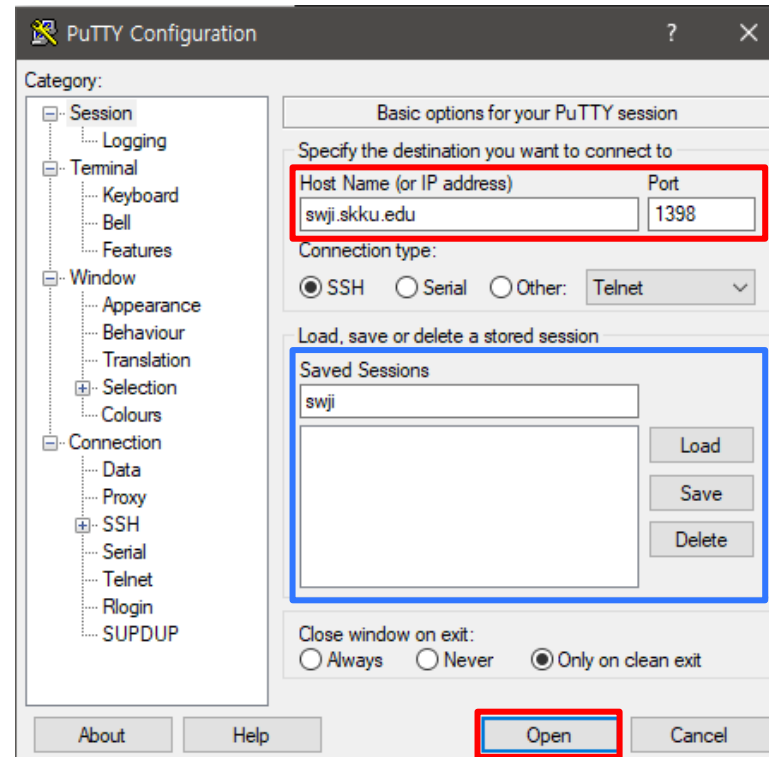 PuTTY Configuration ? ×
Category:
Session
Logging
Terminal
Keyboard
Bell
Features
Window
Appearance
Behaviour
Translation
Selection
Colours
Connection
Data
Proxy
SSH
Serial
Telnet
Rlogin
SUPDUP
Basic options for your PuTTY session
Specify the destination you want to connect to
Host Name (or IP address) Port
swji.skku.edu 1398
Connection type:
SSH Serial Other: Telnet
Load, save or delete a stored session
Saved Sessions
swji
Load
Save
Delete
Close window on exit:
Always Never Only on clean exit
About Help Open Cancel